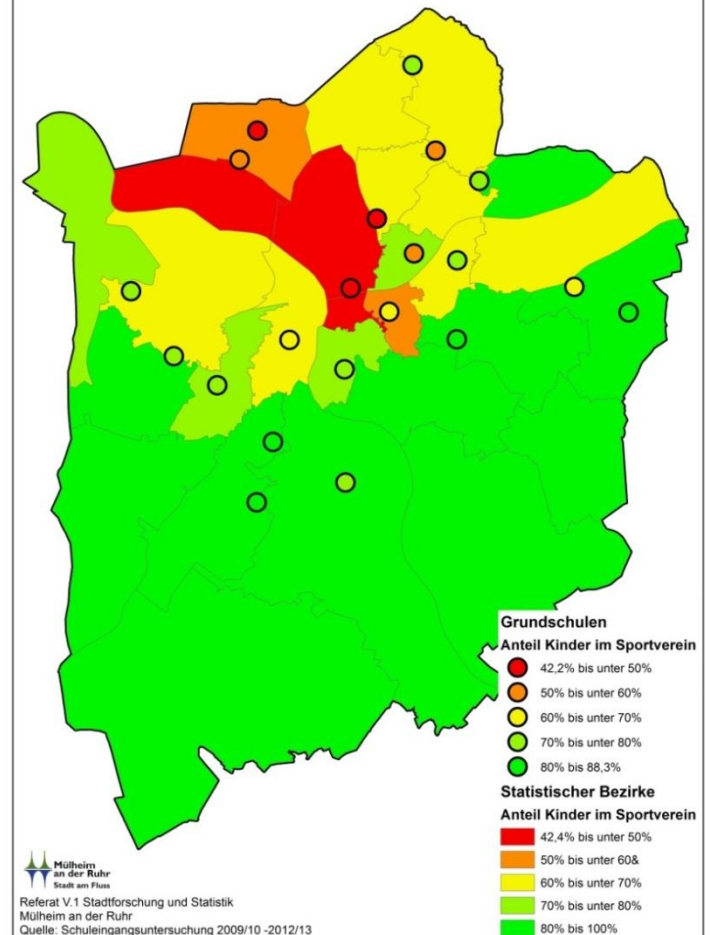 Grundschulen
Anteil Kinder im Sportverein
42,2% bis unter 50%
50% bis unter 60%
60% bis unter 70%
70% bis unter 80%
80% bis 88,3%
Statistischer Bezirke
Anteil Kinder im Sportverein
42,4% bis unter 50%
50% bis unter 60&
60% bis unter 70%
70% bis unter 80%
80% bis 100%
Mülheim
an der Ruhr
Stadt am Fluss
Referat V.1 Stadtforschung und Statistik
Mülheim an der Ruhr
Quelle: Schuleingangsuntersuchung 2009/10 -2012/13